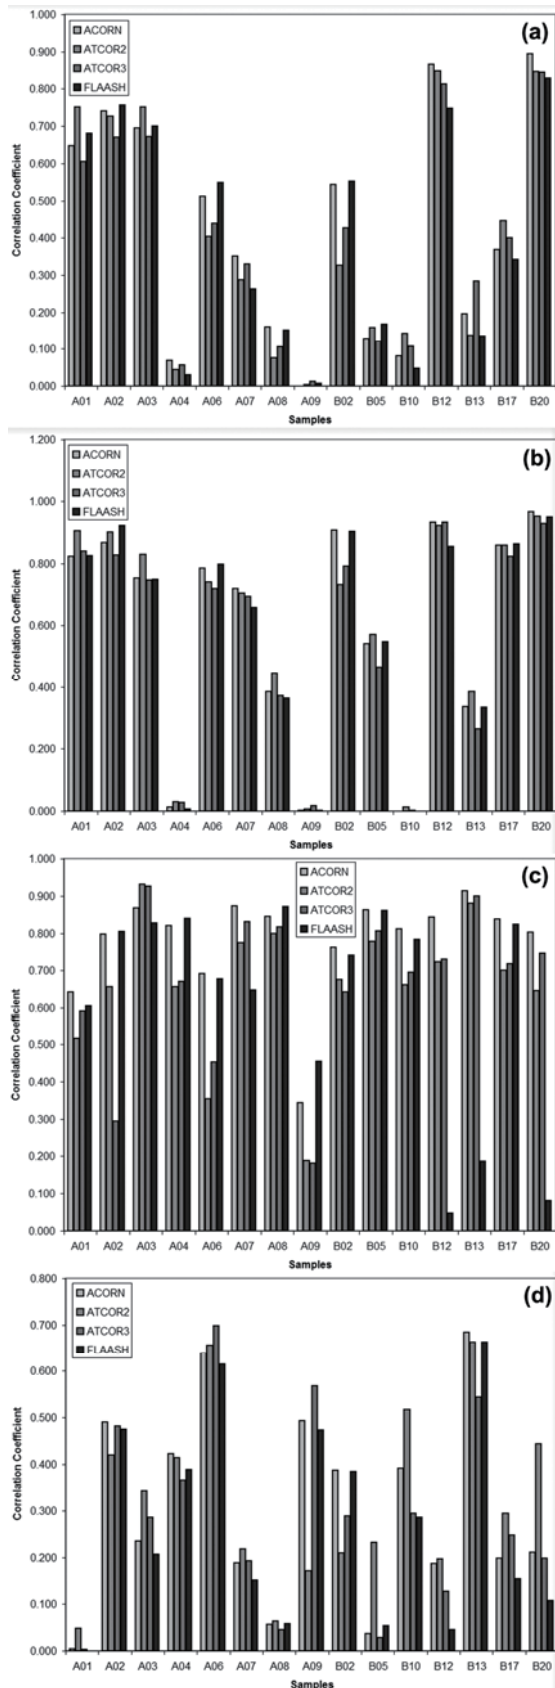 (a)
ACORN
ATCOR2
ATCOR3
FLAASH
1.000
0.900
0.800
0.700
0.600
0.500
0.400
0.300
0.200
0.100
0.000
Correlation Coefficient
A01 A02 A03 A04 A06 A07 A08 A09 B02 B05 B10 B12 B13 B17 B20
Samples
(b)
ACORN
ATCOR2
ATCOR3
FLAASH
1.200
1.000
0.800
0.600
0.400
0.200
0.000
Correlation Coefficient
A01 A02 A03 A04 A06 A07 A08 A09 B02 B05 B10 B12 B13 B17 B20
Samples
(c)
ACORN
ATCOR2
ATCOR3
FLAASH
1.000
0.900
0.800
0.700
0.600
0.500
0.400
0.300
0.200
0.100
0.000
Correlation Coefficient
A01 A02 A03 A04 A06 A07 A08 A09 B02 B05 B10 B12 B13 B17 B20
Samples
(d)
ACORN
ATCOR2
ATCOR3
FLAASH
0.800
0.700
0.600
0.500
0.400
0.300
0.200
0.100
0.000
Correlation Coefficient
A01 A02 A03 A04 A06 A07 A08 A09 B02 B05 B10 B12 B13 B17 B20
Samples